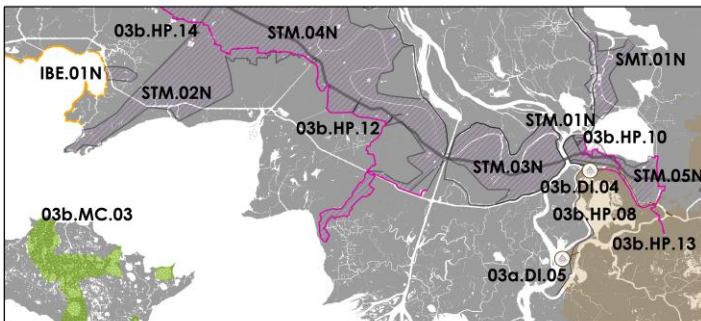 03b.HP.14
STM.04N
IBE.01N
SMT.01N
STM.02N
03b.HP.12
STM.01N
03b.HP.10
STM.03N
STM.05N
03b.DI.04
03b.MC.03
03b.HP.08
03b.HP.13
03a.DI.05